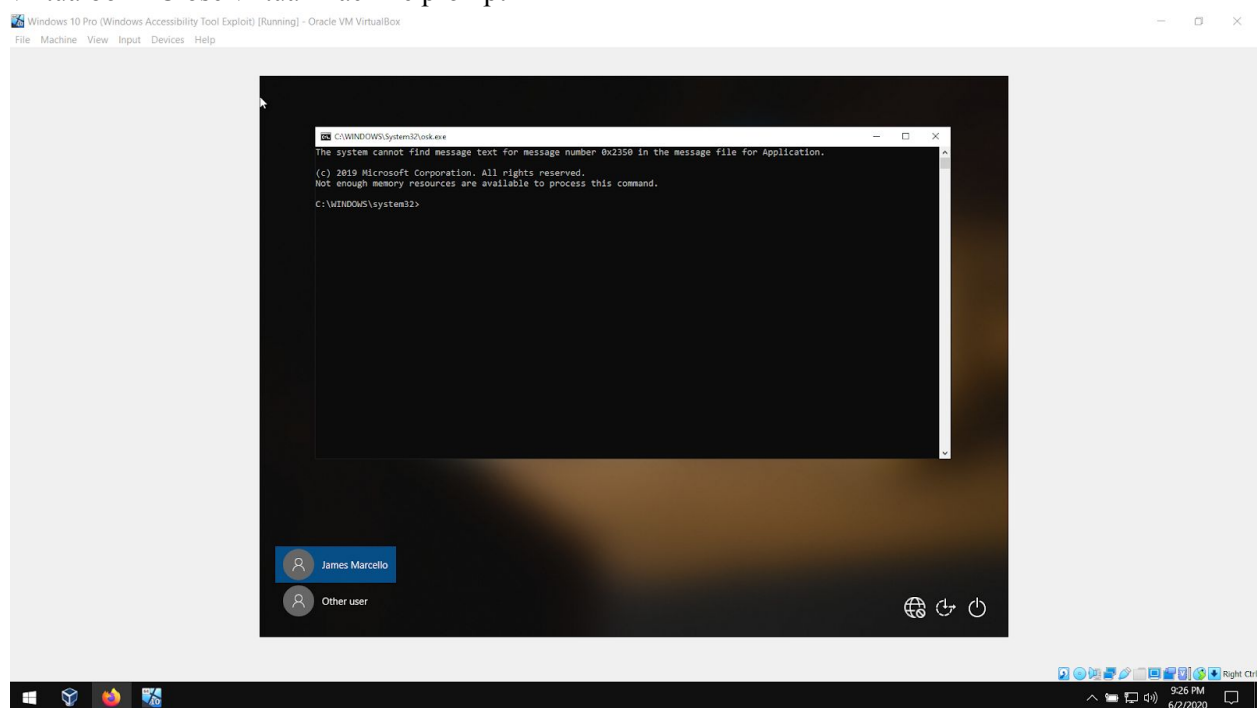 Windows 10 Pro (Windows Accessibility Tool Exploit) [Running] - Oracle VM VirtualBox
File Machine View Input Devices Help
C:\WINDOWS\System32\osk.exe
The system cannot find message text for message number 0x2350 in the message file for Application.
(c) 2019 Microsoft Corporation. All rights reserved.
Not enough memory resources are available to process this command.
C:\WINDOWS\system32>
James Marcello
Other user
Right Ctrl
9:26 PM
6/2/2020